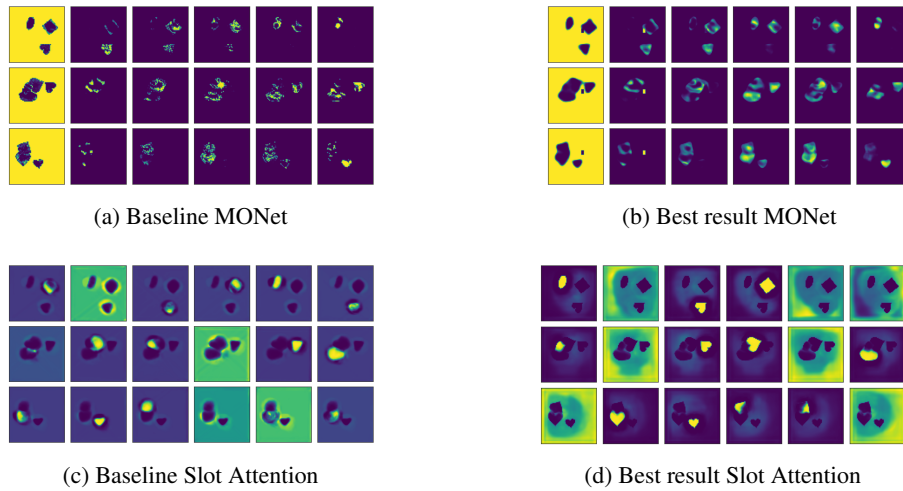 (a) Baseline MONet
(b) Best result MONet
(c) Baseline Slot Attention
(d) Best result Slot Attention